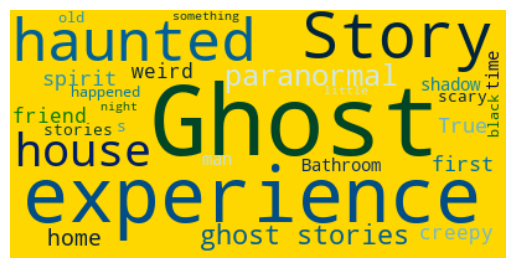 old
something
haunted
Story
spirit
weird
paranormal
time
happened
little
shadow
scary
night
Ghost
friend
stories
s
True
black
house
man
Bathroom
first
experience
home
ghost stories
creepy